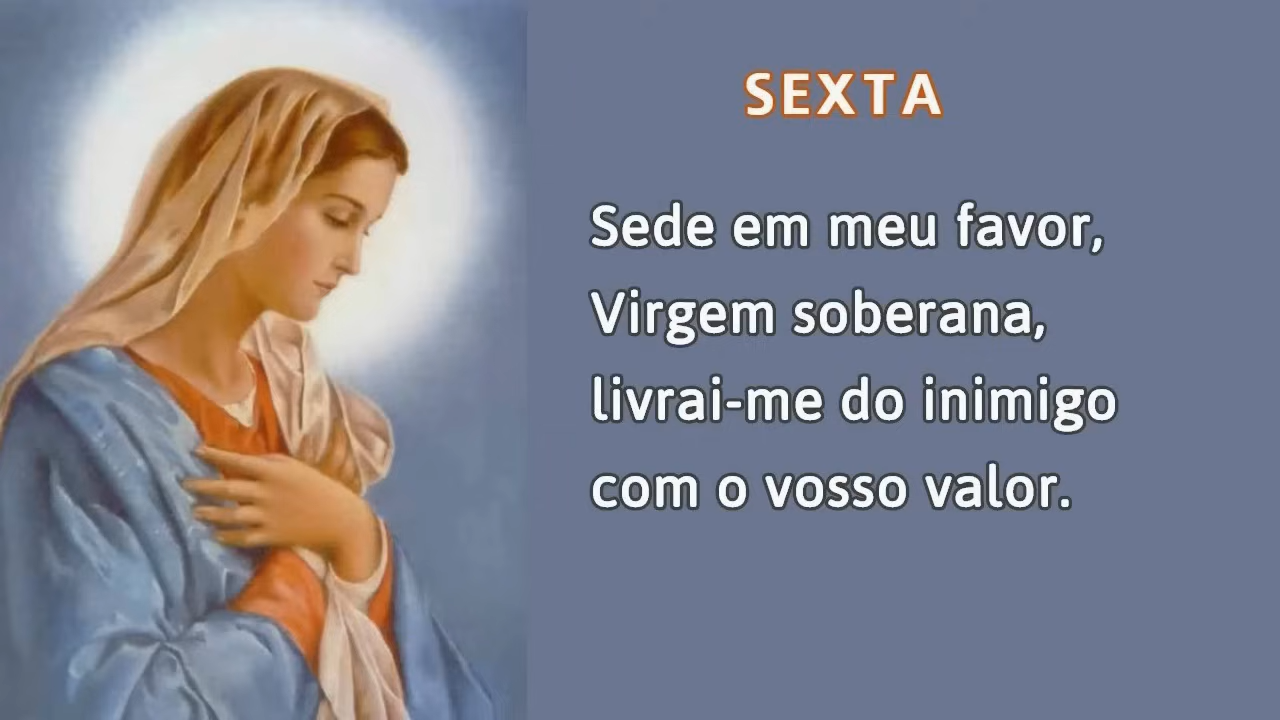 SEXTA
Sede em meu favor,
Virgem soberana,
livrai-me do inimigo
com o vosso valor.